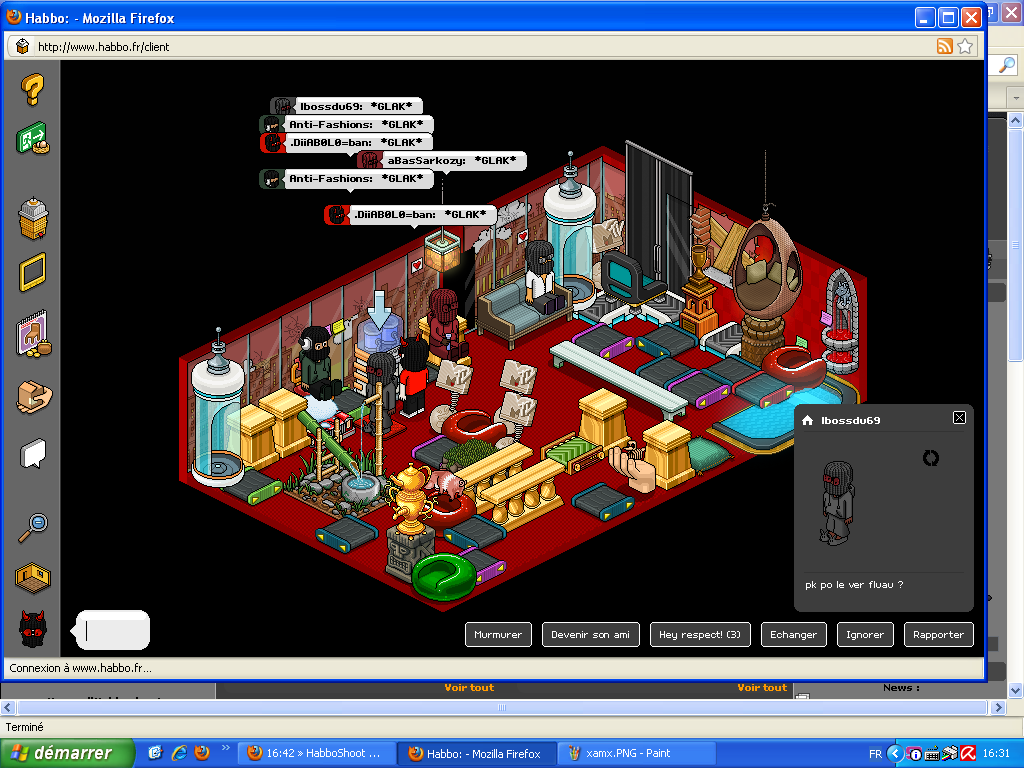 Habbo: - Mozilla Firefox
http://www.habbo.fr/client
lbossdu69: *GLAK*
Anti-Fashions: *GLAK*
.DiiAB0L0=ban: *GLAK*
aBasSarkozy: *GLAK*
Anti-Fashions: *GLAK*
.DiiAB0L0=ban: *GLAK*
lbossdu69
pk po le ver fluau ?
Murmurer
Devenir son ami
Hey respect! (3)
Echanger
Ignorer
Rapporter
Connexion à www.habbo.fr...
Voir tout
Voir tout
News :
Terminé
démarrer
16:42 » HabboShoot ...
Habbo: - Mozilla Firefox
xamx.PNG - Paint
FR
16:31